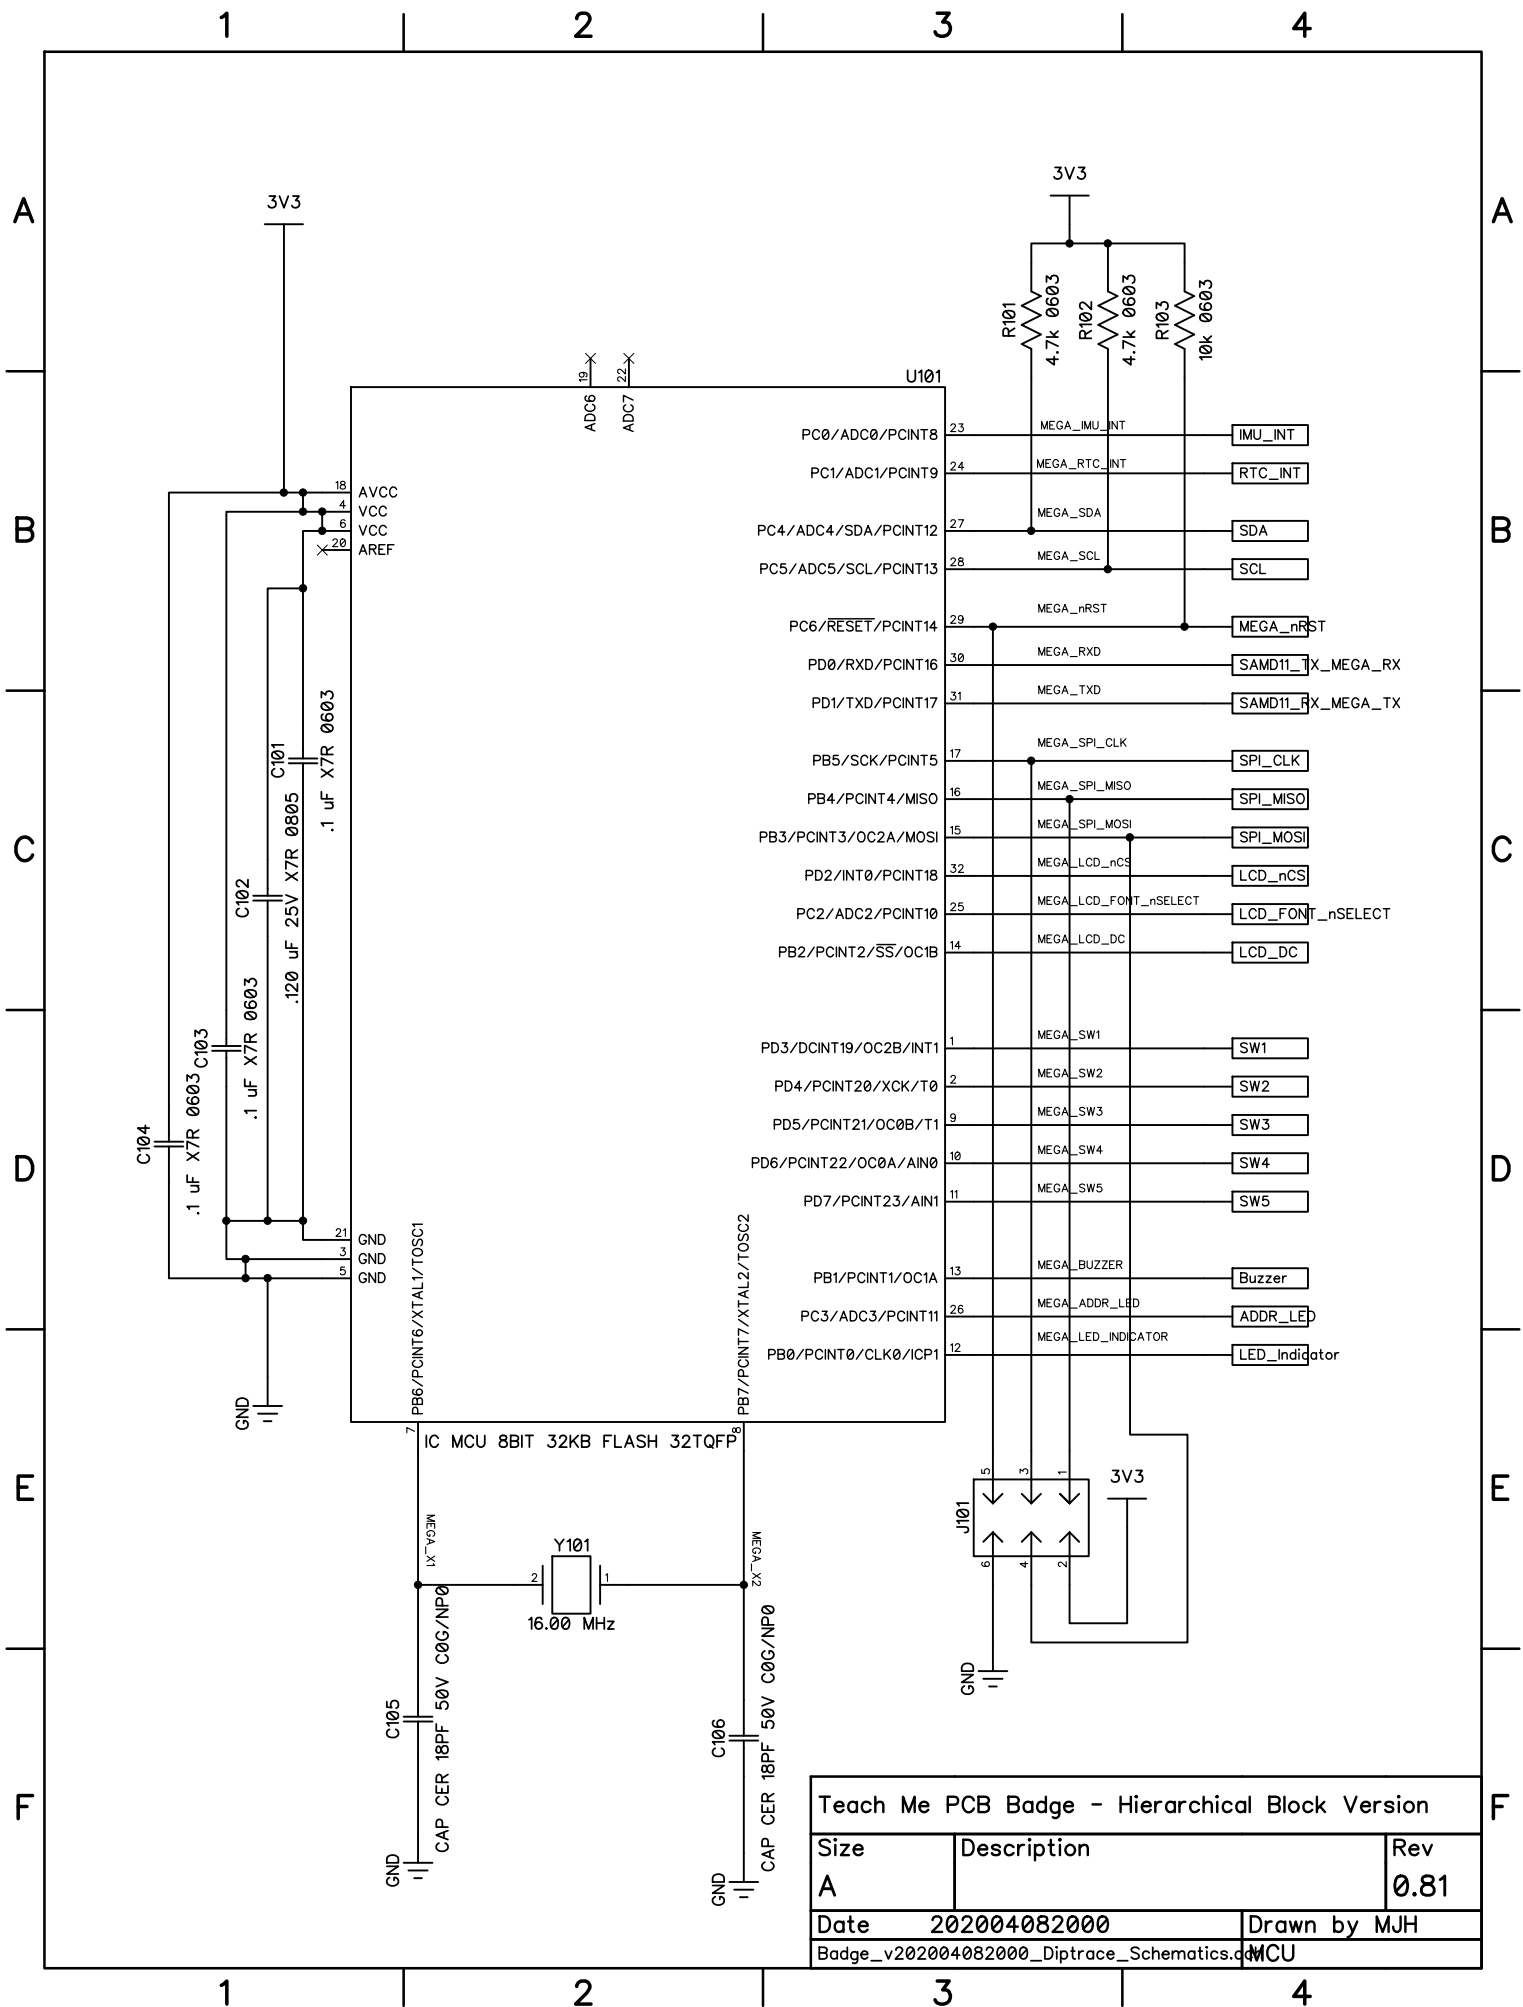 1
2
3
4
A
A
3V3
3V3
R101
4.7k 0603
R102
4.7k 0603
R103
10k 0603
19
22
ADC6
ADC7
U101
B
B
18
AVCC
4
VCC
6
VCC
20
AREF
PC0/ADC0/PCINT8
23
MEGA_IMU_INT
IMU_INT
PC1/ADC1/PCINT9
24
MEGA_RTC_INT
RTC_INT
PC4/ADC4/SDA/PCINT12
27
MEGA_SDA
SDA
PC5/ADC5/SCL/PCINT13
28
MEGA_SCL
SCL
PC6/RESET/PCINT14
29
MEGA_nRST
MEGA_nRST
PD0/RXD/PCINT16
30
MEGA_RXD
SAMD11_TX_MEGA_RX
PD1/TXD/PCINT17
31
MEGA_TXD
SAMD11_RX_MEGA_TX
PB5/SCK/PCINT5
17
MEGA_SPI_CLK
SPI_CLK
PB4/PCINT4/MISO
16
MEGA_SPI_MISO
SPI_MISO
C
C
PB3/PCINT3/OC2A/MOSI
15
MEGA_SPI_MOSI
SPI_MOSI
PD2/INT0/PCINT18
32
MEGA_LCD_nCS
LCD_nCS
PC2/ADC2/PCINT10
25
MEGA_LCD_FONT_nSELECT
LCD_FONT_nSELECT
PB2/PCINT2/SS/OC1B
14
MEGA_LCD_DC
LCD_DC
C101
.1 uF X7R 0603
C102
.120 uF 25V X7R 0805
C103
.1 uF X7R 0603
C104
.1 uF X7R 0603
D
D
PD3/DCINT19/OC2B/INT1
1
MEGA_SW1
SW1
PD4/PCINT20/XCK/T0
2
MEGA_SW2
SW2
PD5/PCINT21/OC0B/T1
9
MEGA_SW3
SW3
PD6/PCINT22/OC0A/AIN0
10
MEGA_SW4
SW4
PD7/PCINT23/AIN1
11
MEGA_SW5
SW5
21
GND
3
GND
5
GND
PB1/PCINT1/OC1A
13
MEGA_BUZZER
Buzzer
PC3/ADC3/PCINT11
26
MEGA_ADDR_LED
ADDR_LED
PB0/PCINT0/CLK0/ICP1
12
MEGA_LED_INDICATOR
LED_Indicator
PB6/PCINT6/XTAL1/TOSC1
PB7/PCINT7/XTAL2/TOSC2
GND
7
8
IC MCU 8BIT 32KB FLASH 32TQFP
E
E
MEGA_X1
MEGA_X2
Y101
2
1
16.00 MHz
J101
5
3
1
3V3
6
4
2
GND
C105
CAP CER 18PF 50V C0G/NP0
C106
CAP CER 18PF 50V C0G/NP0
GND
GND
F
F
Teach Me PCB Badge - Hierarchical Block Version
Size
Description
Rev
A
0.81
Date 202004082000
Drawn by MJH
Badge_v202004082000_Diptrace_Schematics.
MCU
1
2
3
4